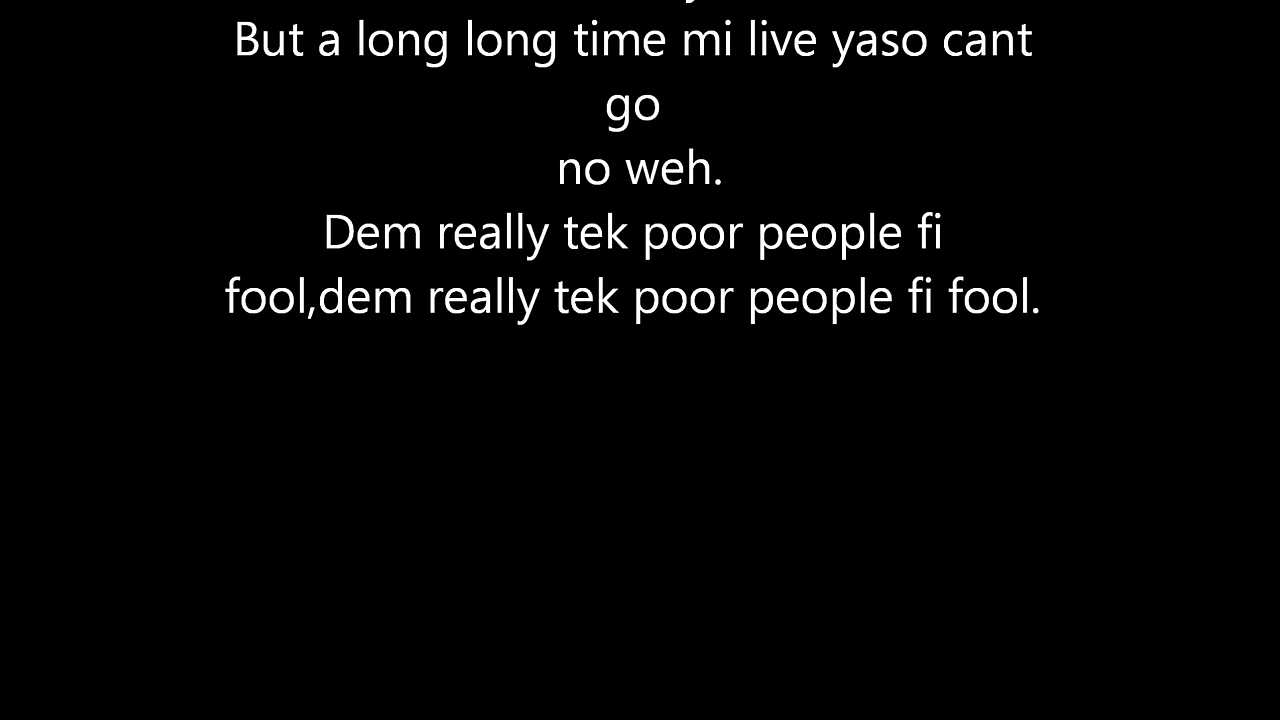 But a long long time mi live yaso cant
go
no weh.
Dem really tek poor people fi
fool,dem really tek poor people fi fool.